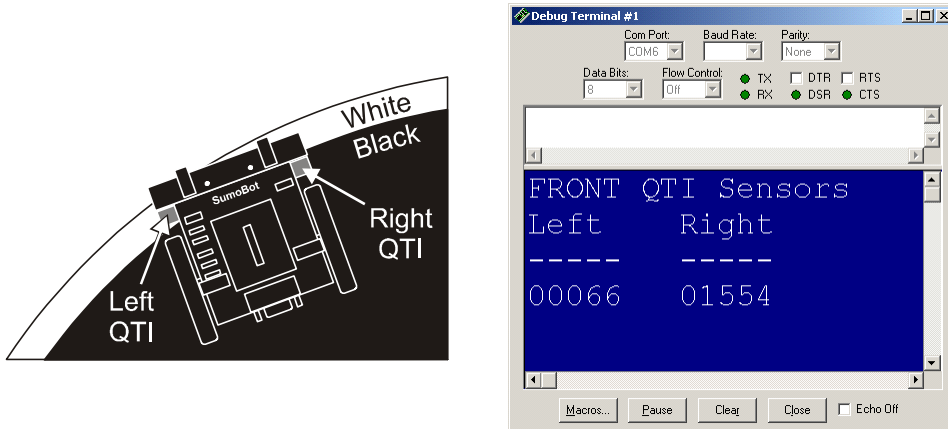 White
Black
SumoBot
Right
QTI
Left
QTI
Debug Terminal #1
Com Port: Baud Rate: Parity:
COM6 None
Data Bits: Flow Control: TX DTR RTS
8 Off RX DSR CTS
FRONT QTI Sensors
Left Right
----- -----
00066 01554
Macros... Pause Clear Close Echo Off